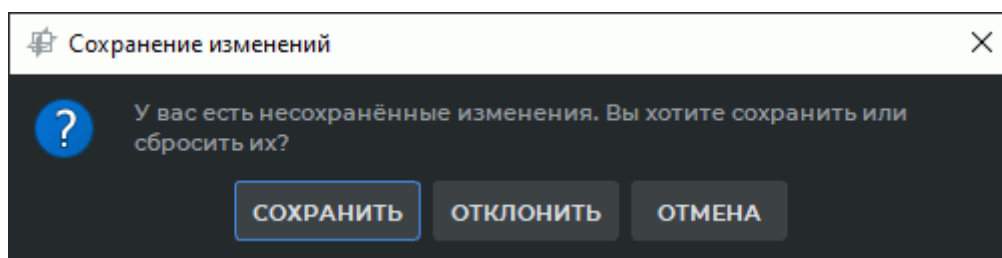 Сохранение изменений
У вас есть несохранённые изменения. Вы хотите сохранить или
сбросить их?
СОХРАНИТЬ ОТКЛОНИТЬ ОТМЕНА